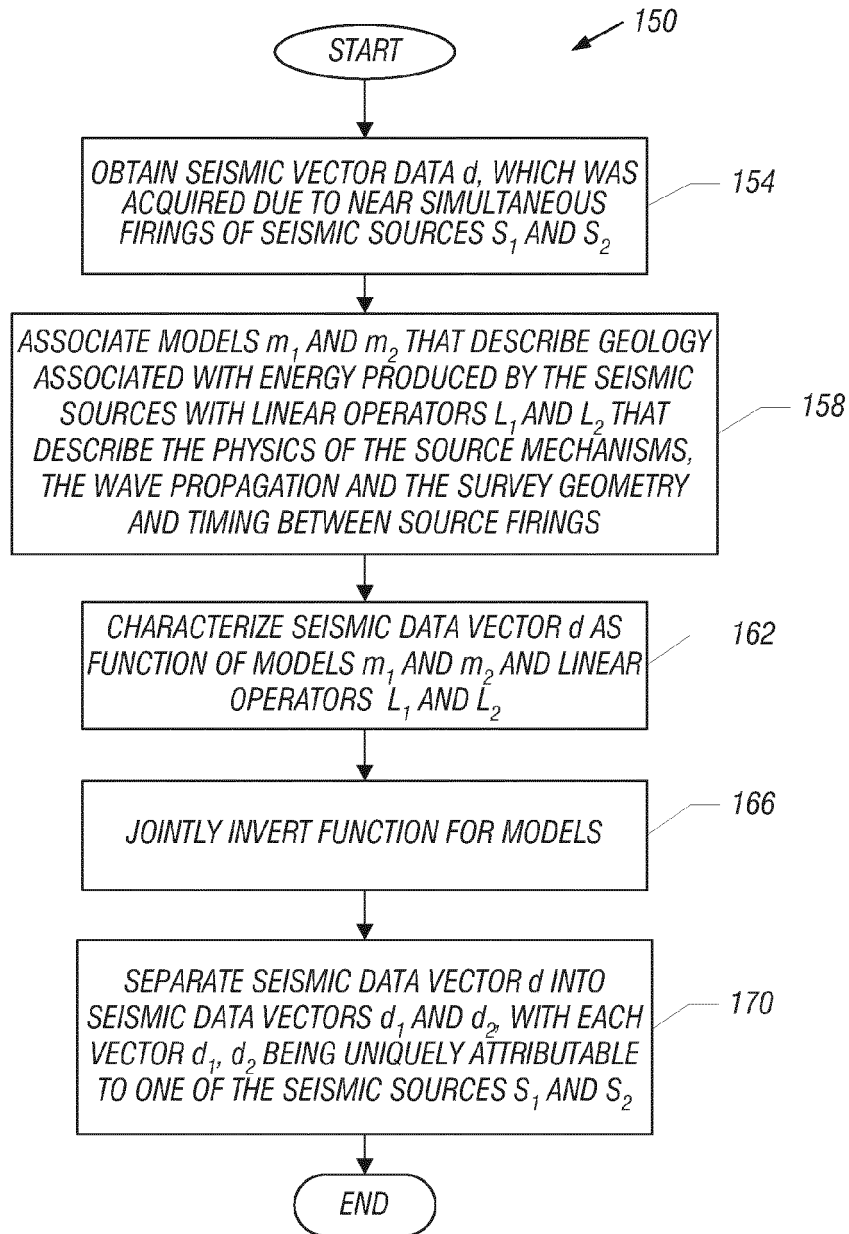 150
START
OBTAIN SEISMIC VECTOR DATA d, WHICH WAS
ACQUIRED DUE TO NEAR SIMULTANEOUS
FIRINGS OF SEISMIC SOURCES S₁ AND S₂
154
ASSOCIATE MODELS m₁ AND m₂ THAT DESCRIBE GEOLOGY
ASSOCIATED WITH ENERGY PRODUCED BY THE SEISMIC
SOURCES WITH LINEAR OPERATORS L₁ AND L₂ THAT
DESCRIBE THE PHYSICS OF THE SOURCE MECHANISMS,
THE WAVE PROPAGATION AND THE SURVEY GEOMETRY
AND TIMING BETWEEN SOURCE FIRINGS
158
CHARACTERIZE SEISMIC DATA VECTOR d AS
FUNCTION OF MODELS m₁ AND m₂ AND LINEAR
OPERATORS L₁ AND L₂
162
JOINTLY INVERT FUNCTION FOR MODELS
166
SEPARATE SEISMIC DATA VECTOR d INTO
SEISMIC DATA VECTORS d₁ AND d₂, WITH EACH
VECTOR d₁, d₂ BEING UNIQUELY ATTRIBUTABLE
TO ONE OF THE SEISMIC SOURCES S₁ AND S₂
170
END